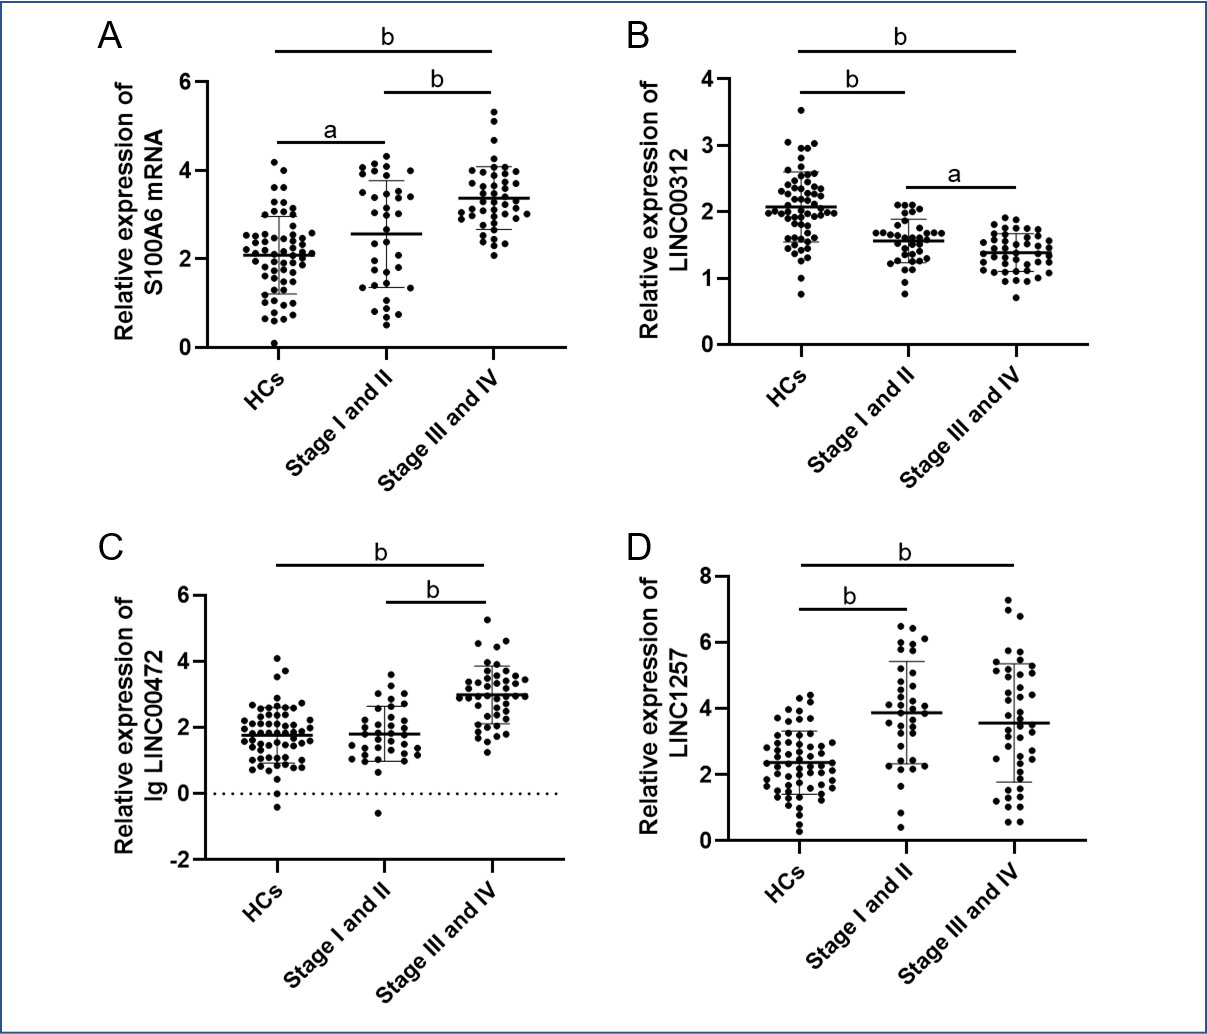 A
b
b
a
Relative expression of
S100A6 mRNA
6
4
2
0
HCs
Stage I and II
Stage III and IV
B
b
b
a
Relative expression of
LINC00312
4
3
2
1
0
HCs
Stage I and II
Stage III and IV
C
b
b
Relative expression of
lg LINC00472
6
4
2
0
-2
HCs
Stage I and II
Stage III and IV
D
b
b
Relative expression of
LINC1257
8
6
4
2
0
HCs
Stage I and II
Stage III and IV